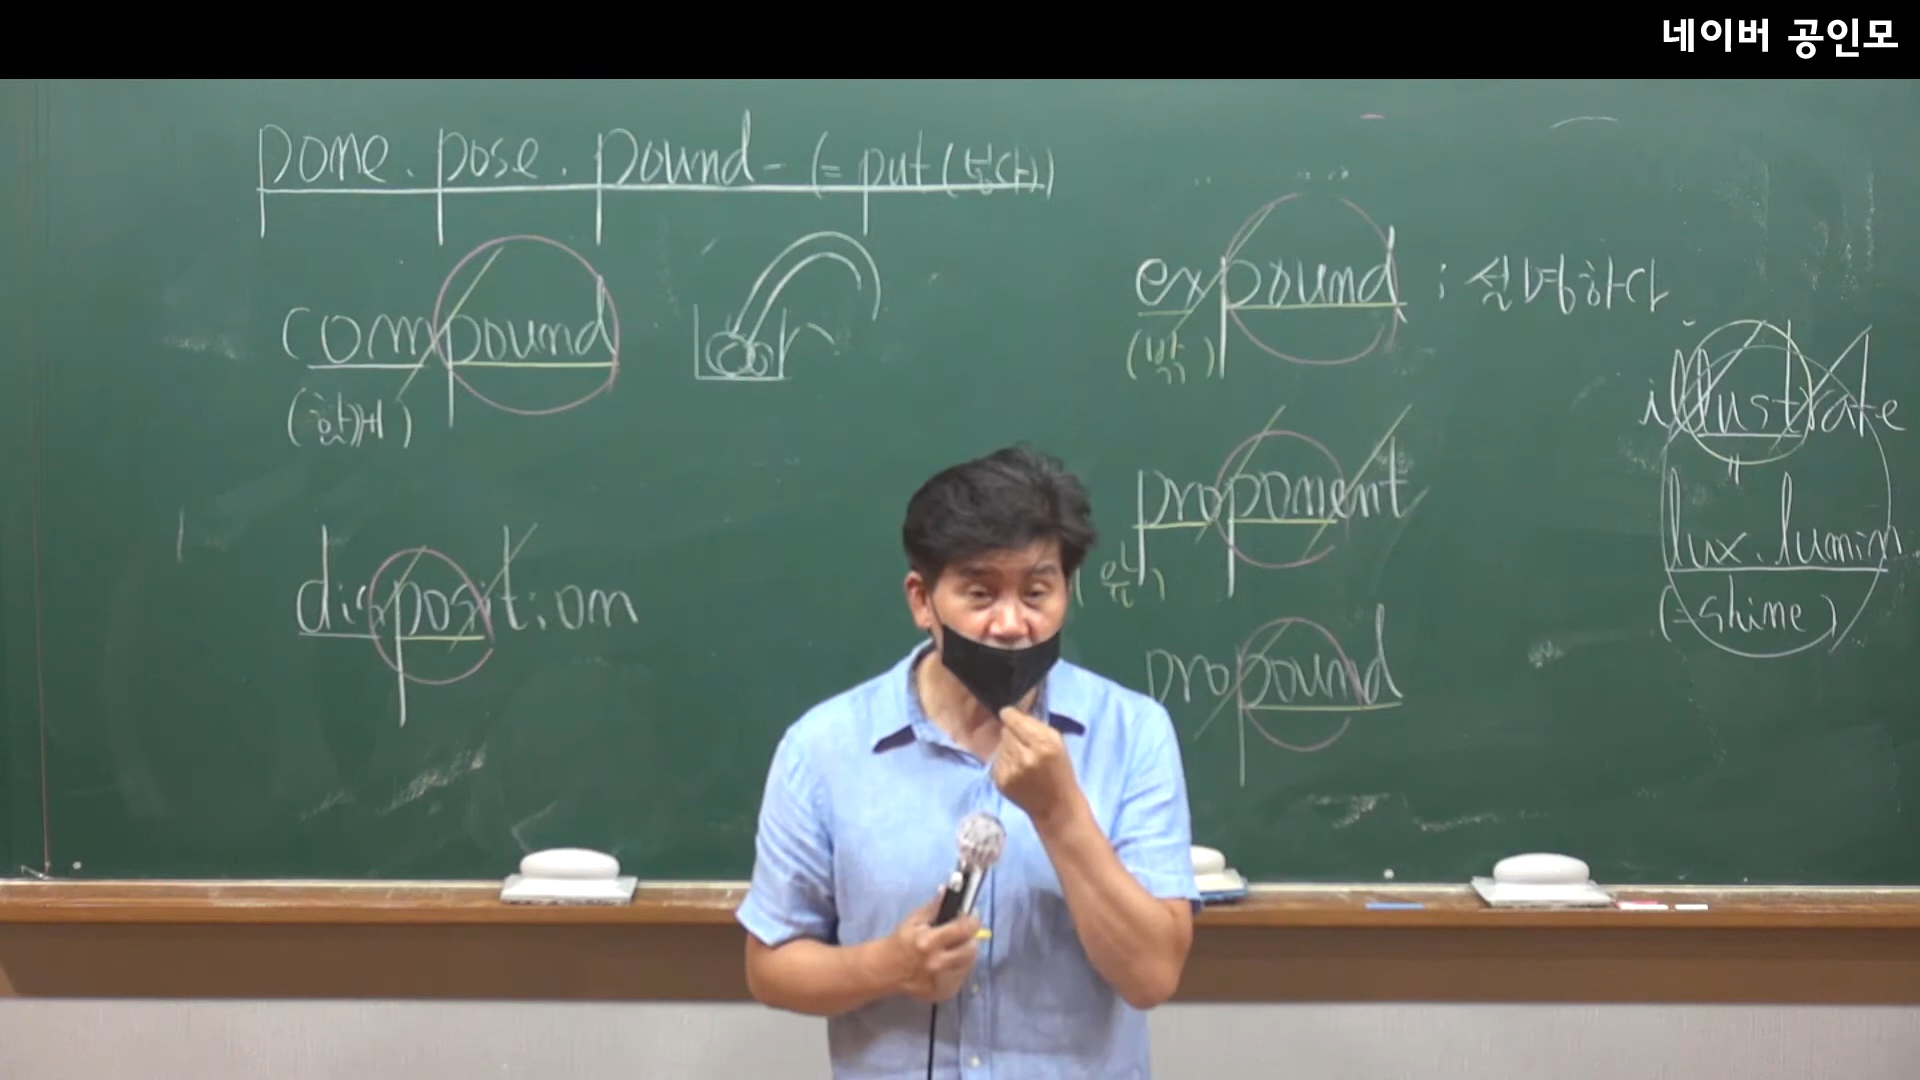 네이버 공인모
pone. pose. pound- (= put (놓다))
compound
(함께)
disposition
expound : 설명하다
(밖)
proponent
propound
illustrate
"
lux. lumin
(=shine)